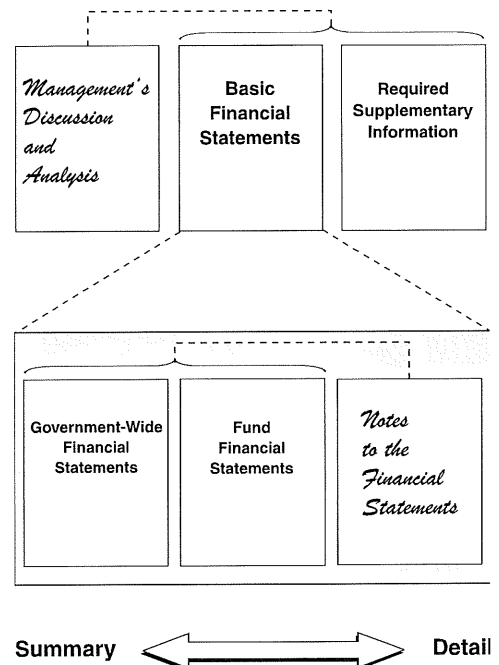 Management's
Discussion
and
Analysis
Basic
Financial
Statements
Required
Supplementary
Information
Government-Wide
Financial
Statements
Fund
Financial
Statements
Notes
to the
Financial
Statements
Summary
Detail